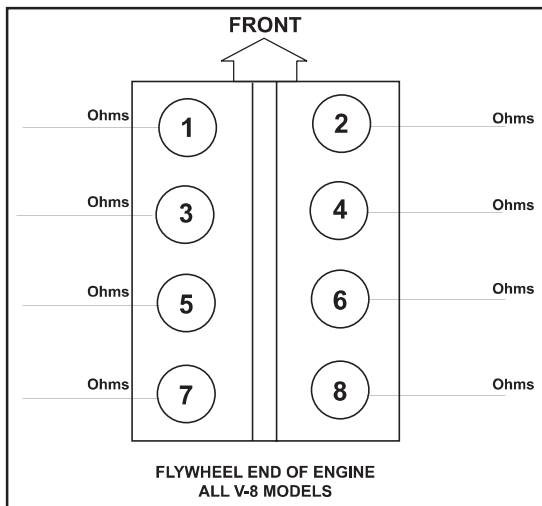 FRONT
Ohms 1 2 Ohms
Ohms 3 4 Ohms
Ohms 5 6 Ohms
Ohms 7 8 Ohms
FLYWHEEL END OF ENGINE
ALL V-8 MODELS